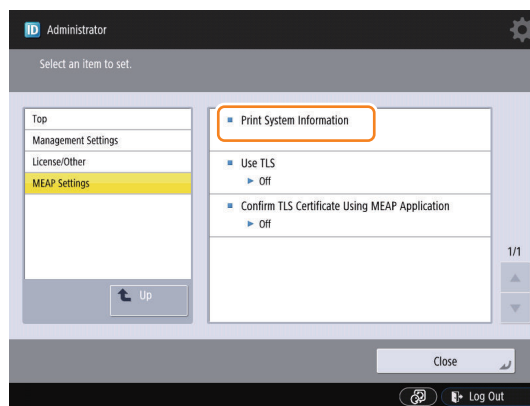 ID Administrator
Select an item to set.
Top
Management Settings
License/Other
MEAP Settings
Up
Print System Information
Use TLS
Off
Confirm TLS Certificate Using MEAP Application
Off
1/1
Close
Log Out